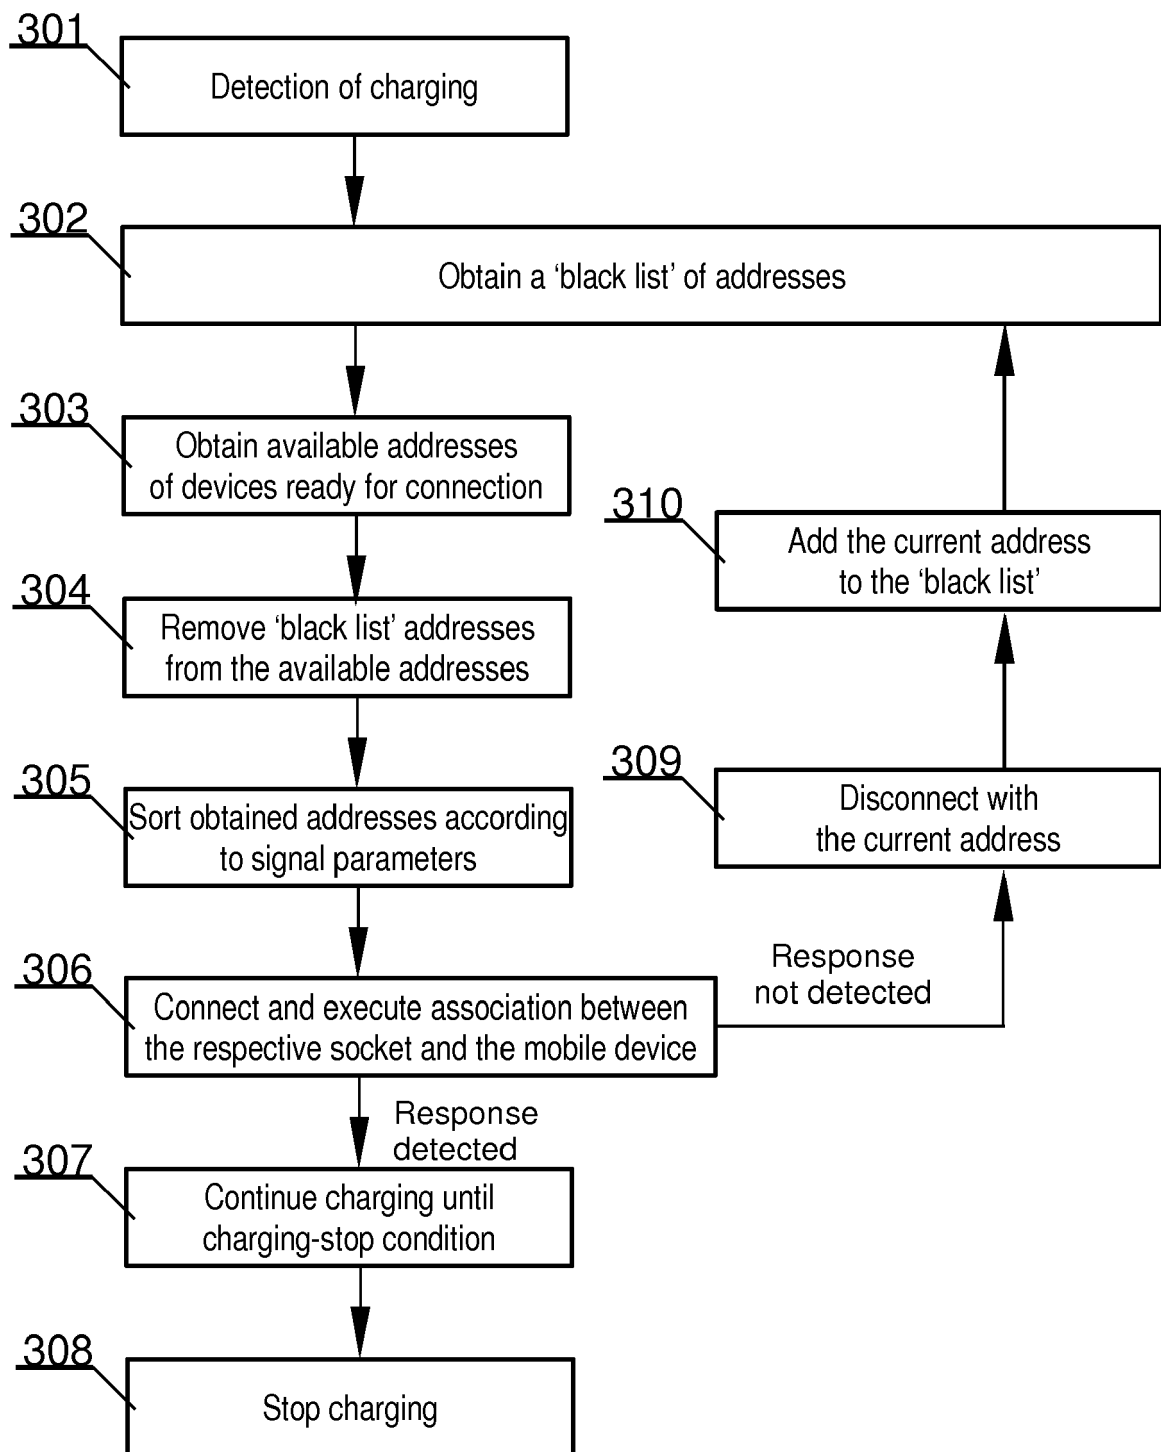 301
Detection of charging
302
Obtain a ‘black list’ of addresses
303
Obtain available addresses
of devices ready for connection
310
Add the current address
to the ‘black list’
304
Remove ‘black list’ addresses
from the available addresses
305
Sort obtained addresses according
to signal parameters
309
Disconnect with
the current address
306
Connect and execute association between
the respective socket and the mobile device
Response
not detected
Response
detected
307
Continue charging until
charging-stop condition
308
Stop charging